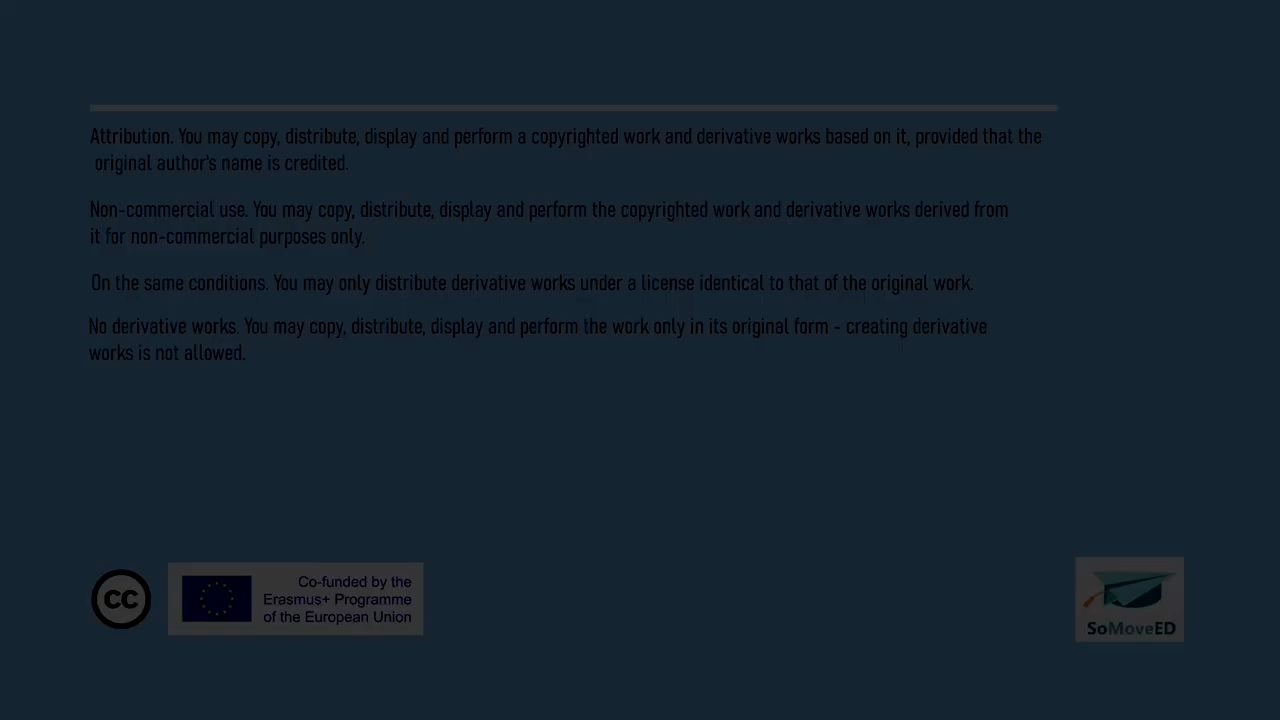 Attribution. You may copy, distribute, display and perform a copyrighted work and derivative works based on it, provided that the
original author's name is credited.
Non-commercial use. You may copy, distribute, display and perform the copyrighted work and derivative works derived from
it for non-commercial purposes only.
On the same conditions. You may only distribute derivative works under a license identical to that of the original work.
No derivative works. You may copy, distribute, display and perform the work only in its original form - creating derivative
works is not allowed.
CC
Co-funded by the
Erasmus+ Programme
of the European Union
SoMoveED